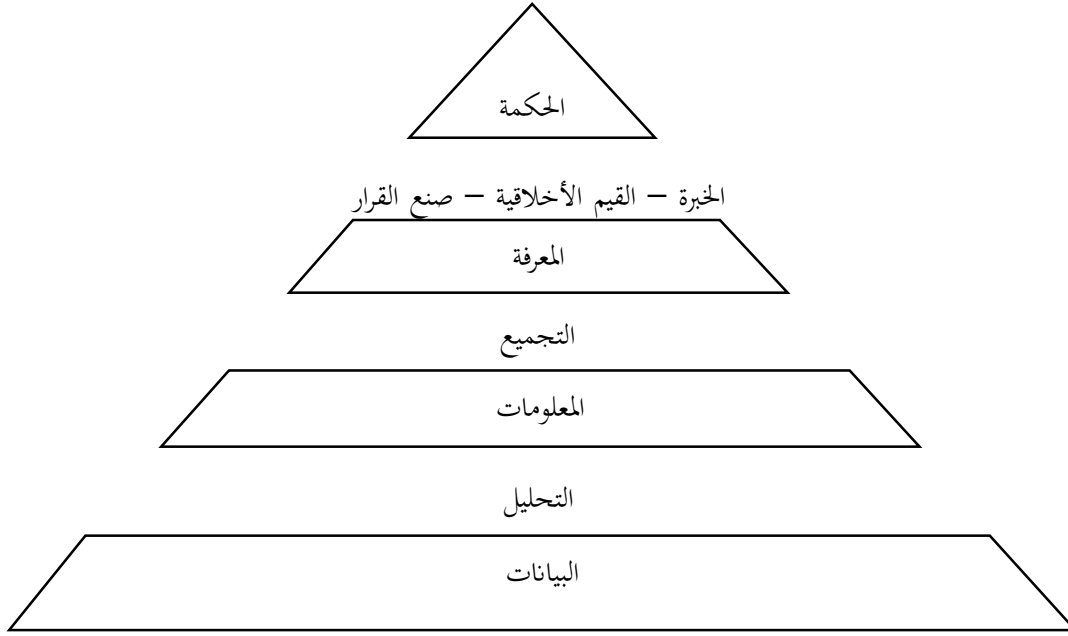 الحكمة
الخبرة – القيم الأخلاقية – صنع القرار
المعرفة
التجميع
المعلومات
التحليل
البيانات